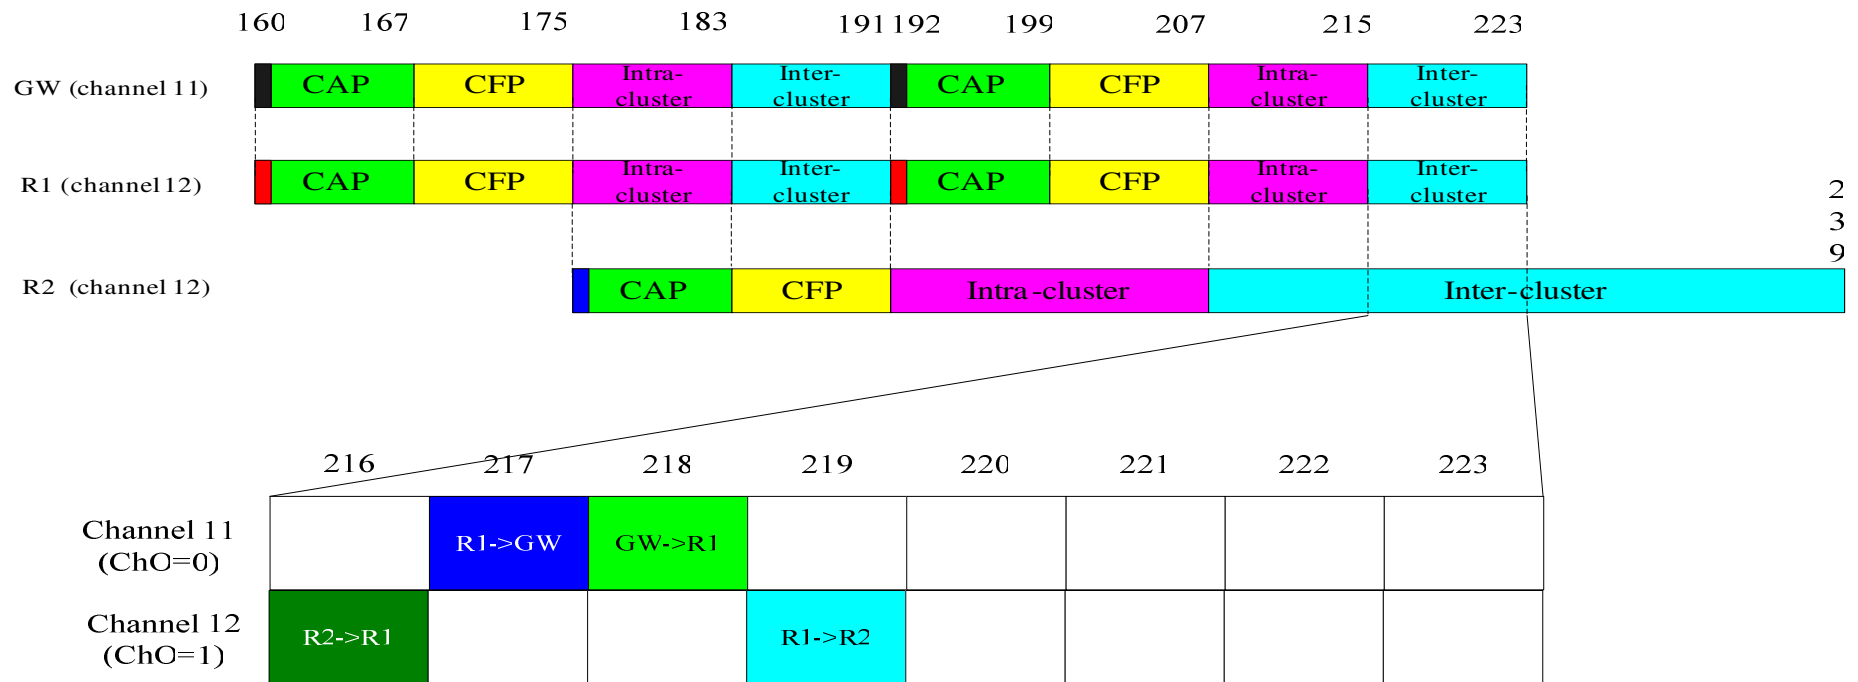 160 167 175 183 191 192 199 207 215 223
GW (channel 11) CAP CFP Intra-cluster Inter-cluster CAP CFP Intra-cluster Inter-cluster
R1 (channel 12) CAP CFP Intra-cluster Inter-cluster CAP CFP Intra-cluster Inter-cluster
2
3
9
R2 (channel 12) CAP CFP Intra-cluster Inter-cluster
216 217 218 219 220 221 222 223
Channel 11
(ChO=0)
R1->GW GW->R1
Channel 12
(ChO=1)
R2->R1 R1->R2